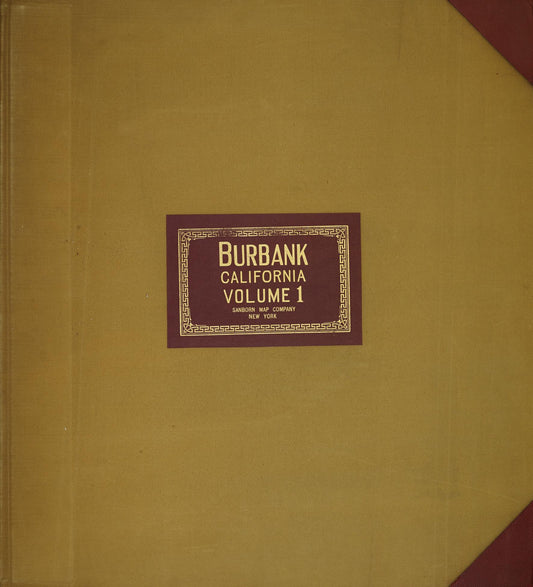 BURBANK
CALIFORNIA
VOLUME 1
SANBORN MAP COMPANY
NEW YORK